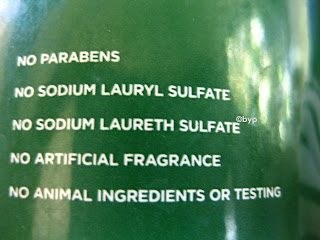 NO PARABENS
NO SODIUM LAURYL SULFATE
NO SODIUM LAURETH SULFATE
©byp
NO ARTIFICIAL FRAGRANCE
NO ANIMAL INGREDIENTS OR TESTING